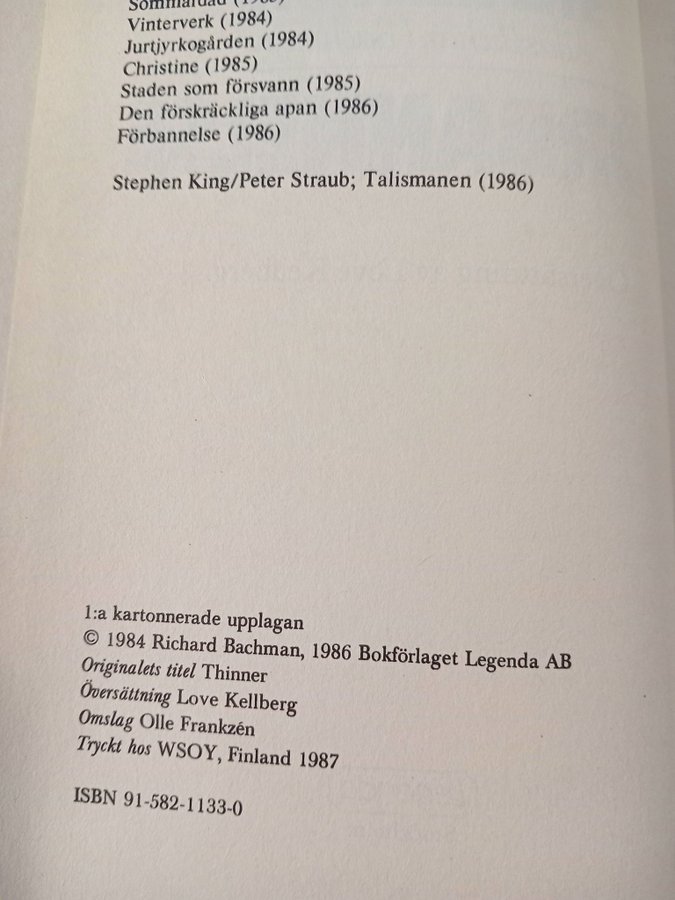 Vinterverk (1984)
Jurtjyrkogården (1984)
Christine (1985)
Staden som försvann (1985)
Den förskräckliga apan (1986)
Förbannelse (1986)
Stephen King/Peter Straub; Talismanen (1986)
1:a kartonnerade upplagan
© 1984 Richard Bachman, 1986 Bokförlaget Legenda AB
Originalets titel Thinner
Översättning Love Kellberg
Omslag Olle Frankzén
Tryckt hos WSOY, Finland 1987
ISBN 91-582-1133-0